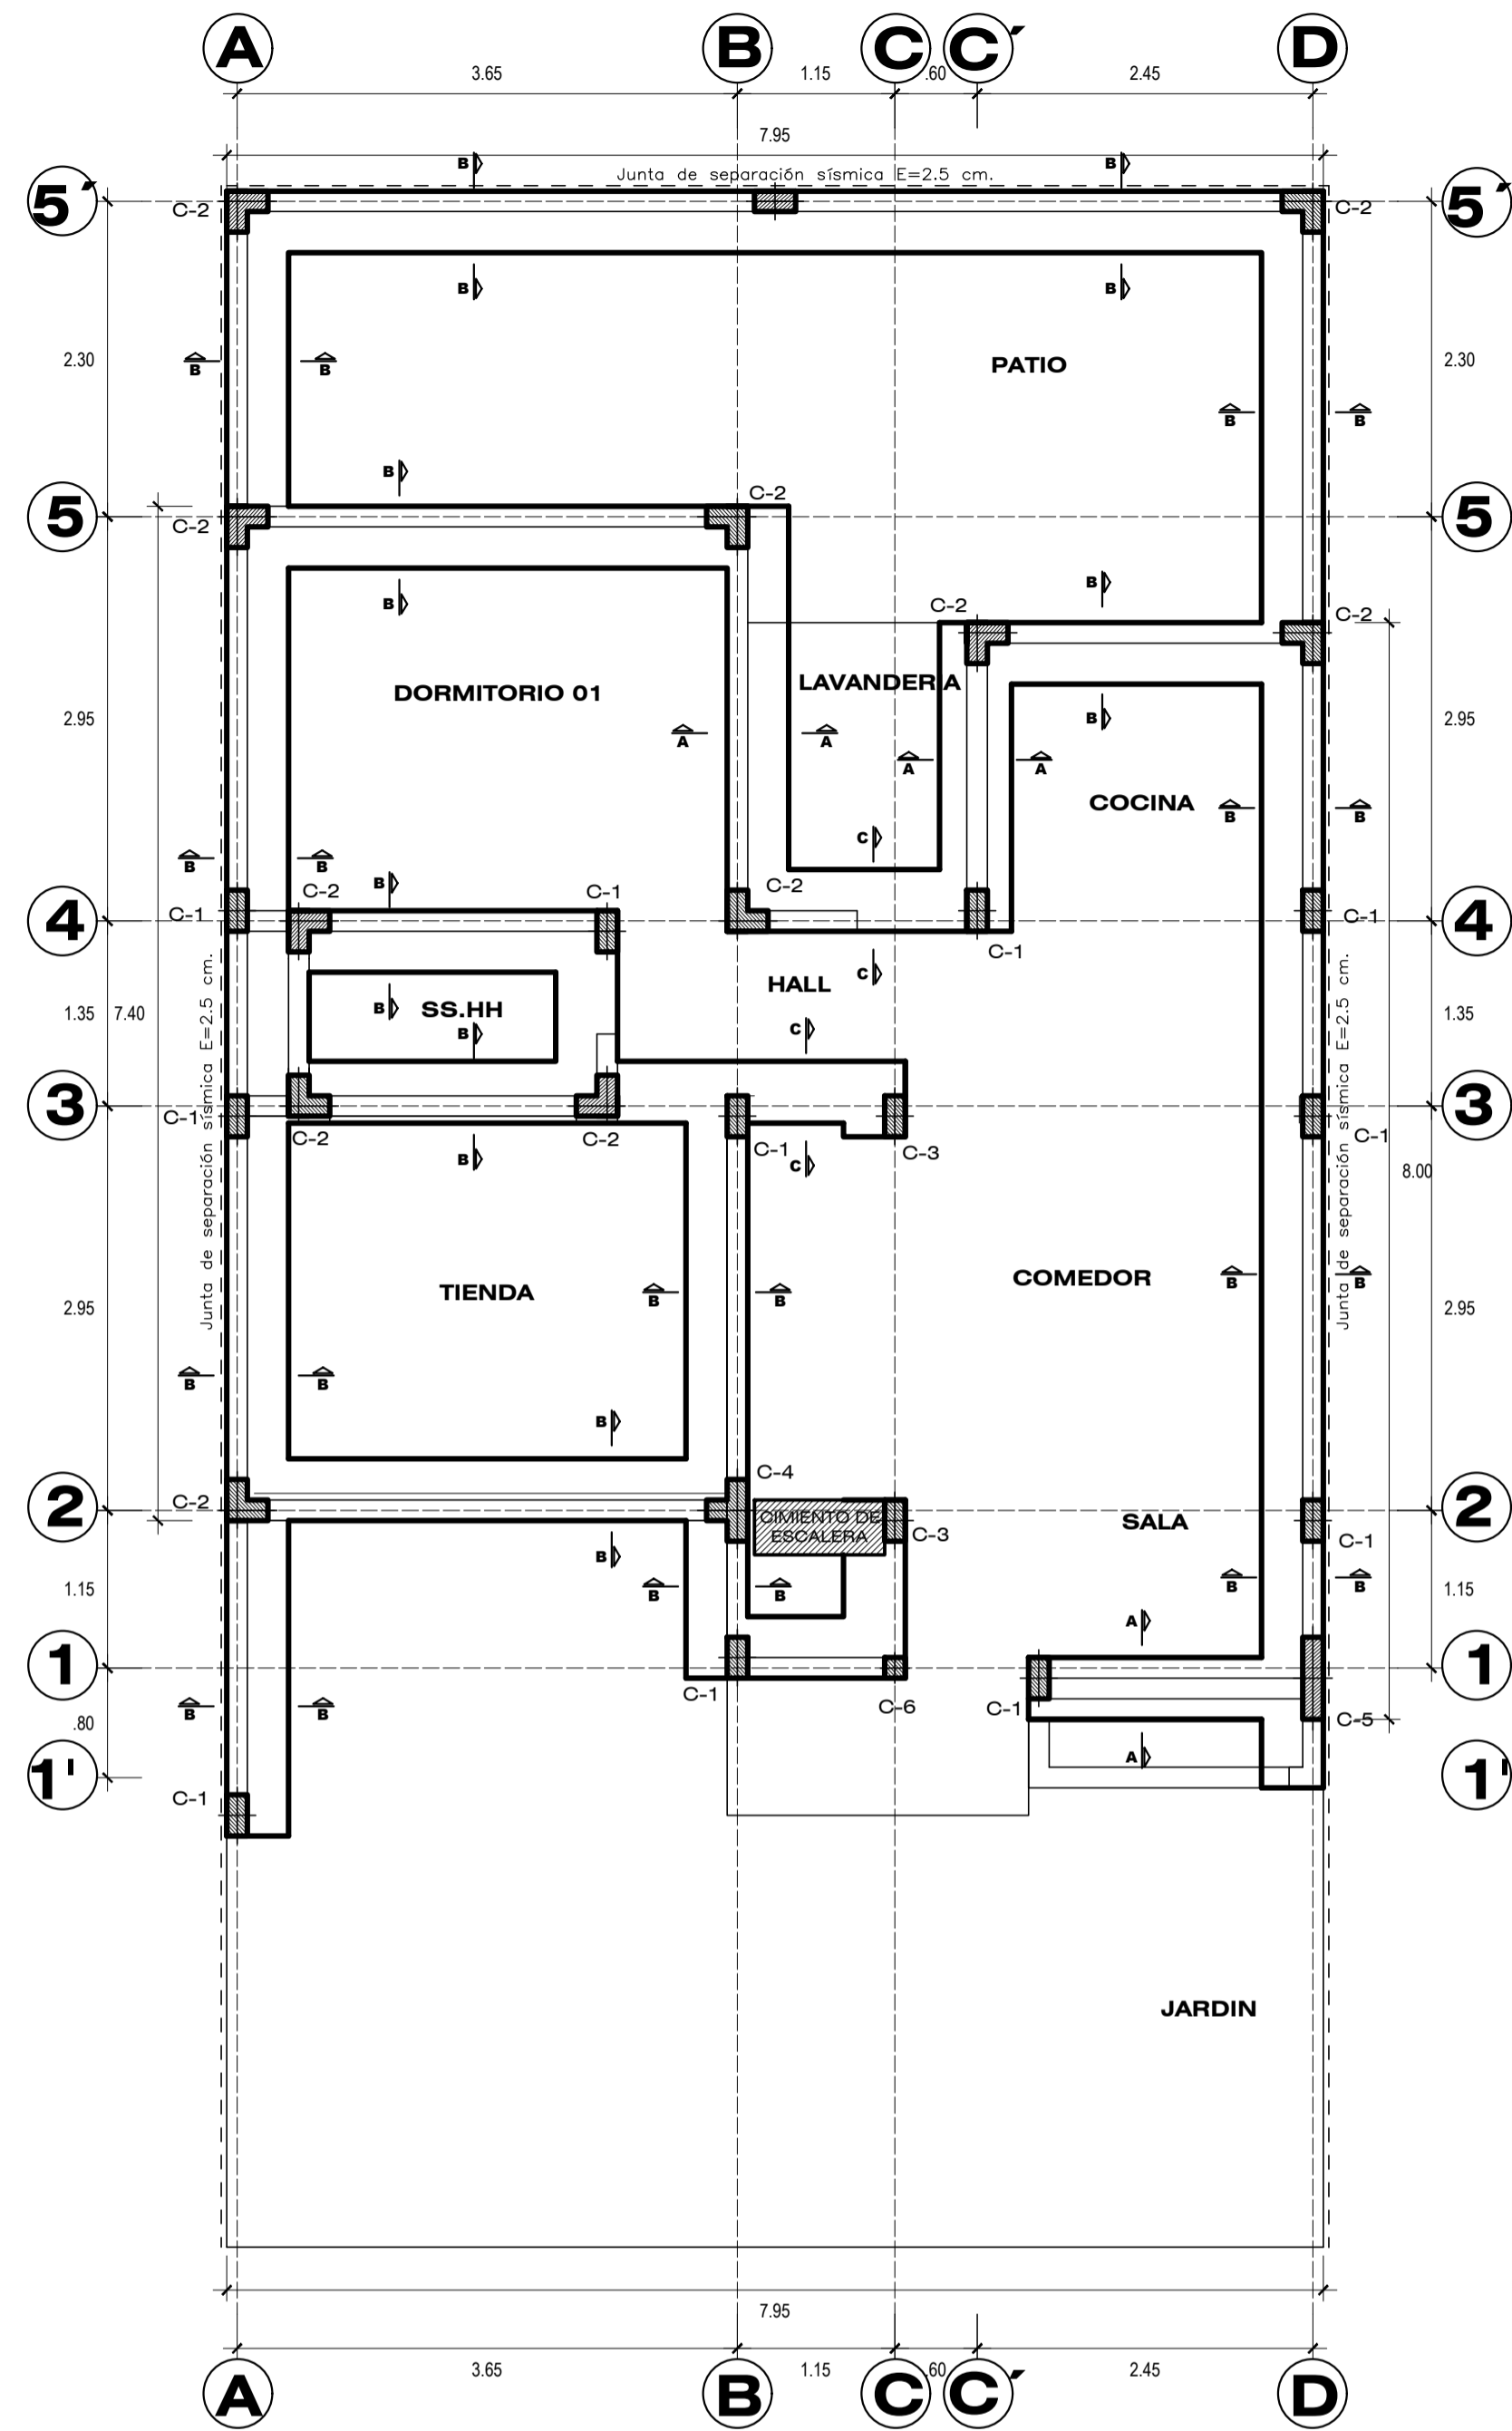 A B C C´ D
3.65 1.15 .60 2.45
7.95
B B
Junta de separación sísmica E=2.5 cm.
5´ C-2 C-2 5´
B B
2.30 B B PATIO 2.30
B B
B
C-2
5 C-2 5
B B
C-2 C-2
DORMITORIO 01 LAVANDERIA
2.95 B 2.95
A A A A
COCINA
B B
C
B B B
C-2 C-1 C-2
C-1 C-1
4 4
C-1
C
HALL
1.35 7.40 B SS.HH 1.35
B C
Junta de separación sísmica E=2.5 cm.
Junta de separación sísmica E=2.5 cm.
3 3
C-1 C-2 C-2 C-1 C-3 C-1
B C
8.00
COMEDOR
B B
TIENDA
B B
2.95 2.95
B B
B
C-4
C-2
2 2
CIMIENTO DE
ESCALERA
SALA
C-3 C-1
B
1.15 B B B B 1.15
A
1 1
C-1 C-6 C-1 C-5
B B
.80
A
1' 1'
C-1
JARDIN
7.95
3.65 1.15 .60 2.45
A B C C´ D